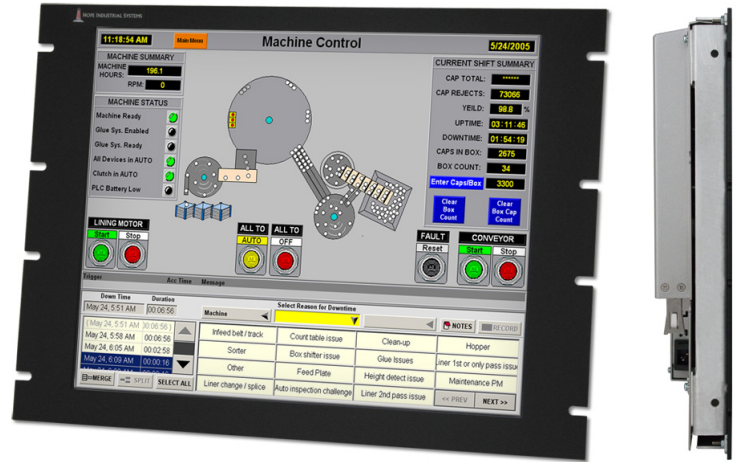 HOPE INDUSTRIAL SYSTEMS
11:18:54 AM
Main Menu
Machine Control
5/24/2005
MACHINE SUMMARY
MACHINE HOURS: 196.1
RPM: 0
MACHINE STATUS
Machine Ready
Glue Sys. Enabled
Glue Sys. Ready
All Devices in AUTO
Clutch in AUTO
PLC Battery Low
CURRENT SHIFT SUMMARY
CAP TOTAL: ******
CAP REJECTS: 73066
YEILD: 98.8 %
UPTIME: 03:11:46
DOWNTIME: 01:54:19
CAPS IN BOX: 2675
BOX COUNT: 34
Enter Caps/Box 3300
Clear Box Count
Clear Box Cap Count
LINING MOTOR
Start Stop
ALL TO AUTO
ALL TO OFF
FAULT
Reset
CONVEYOR
Start Stop
Trigger Acc Time Message
Down Time Duration
May 24, 5:51 AM 00:06:56
Select Reason for Downtime
Machine
NOTES
RECORD
May 24, 5:51 AM 00:06:56
May 24, 5:58 AM 00:06:56
May 24, 6:05 AM 00:02:58
May 24, 6:09 AM 00:00:16
MERGE SPLIT SELECT ALL
Infeed belt / track Count table issue Clean-up Hopper
Sorter Box shifter issue Glue Issues Liner 1st or only pass issue
Other Feed Plate Height detect issue Maintenance PM
Liner change / splice Auto inspection challenge Liner 2nd pass issue << PREV NEXT >>